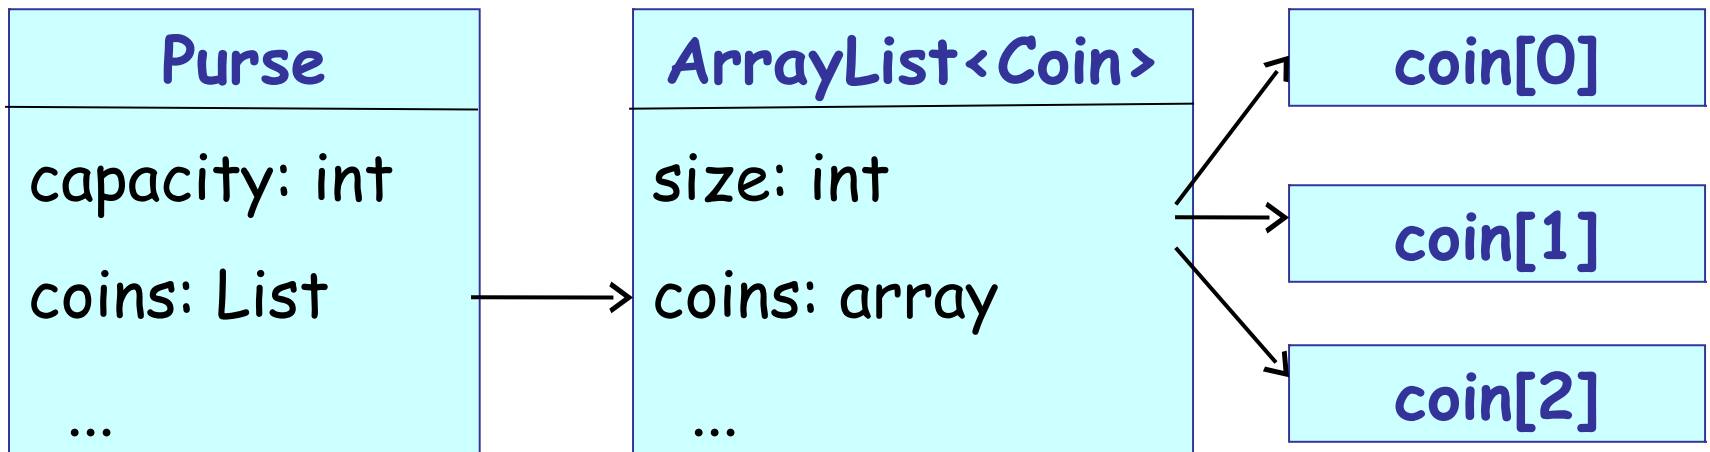 Purse
capacity: int
coins: List
...
ArrayList<Coin>
size: int
coins: array
...
coin[0]
coin[1]
coin[2]